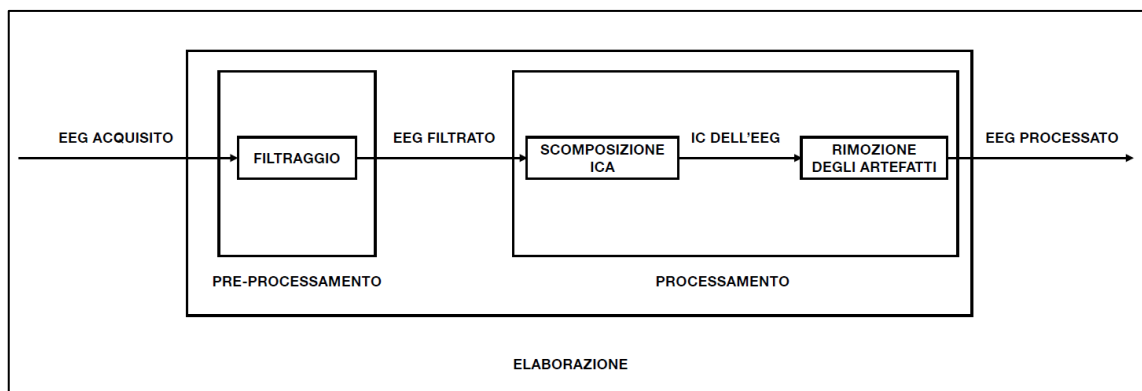 EEG ACQUISITO
FILTRAGGIO
EEG FILTRATO
SCOMPOSIZIONE
ICA
IC DELL'EEG
RIMOZIONE
DEGLI ARTEFATTI
EEG PROCESSATO
PRE-PROCESSAMENTO
PROCESSAMENTO
ELABORAZIONE